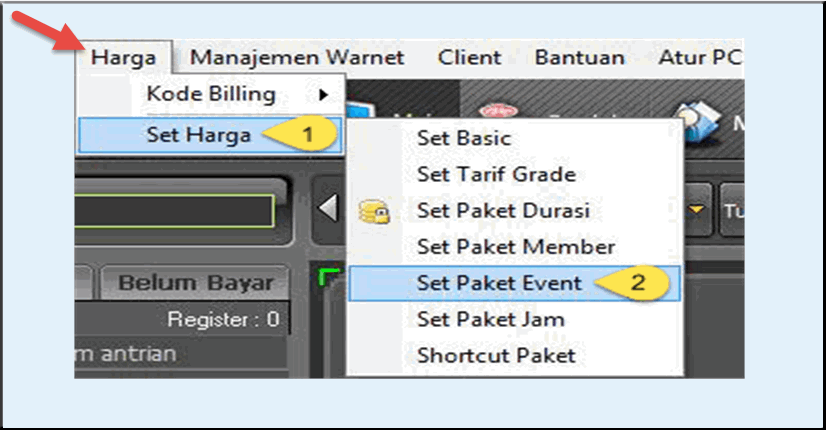 Harga Manajemen Warnet Client Bantuan Atur PC
Kode Billing
Set Harga 1
Set Basic
Set Tarif Grade
Set Paket Durasi
Set Paket Member
Set Paket Event 2
Set Paket Jam
Shortcut Paket
Tu
Belum Bayar
Register : 0
m antrian